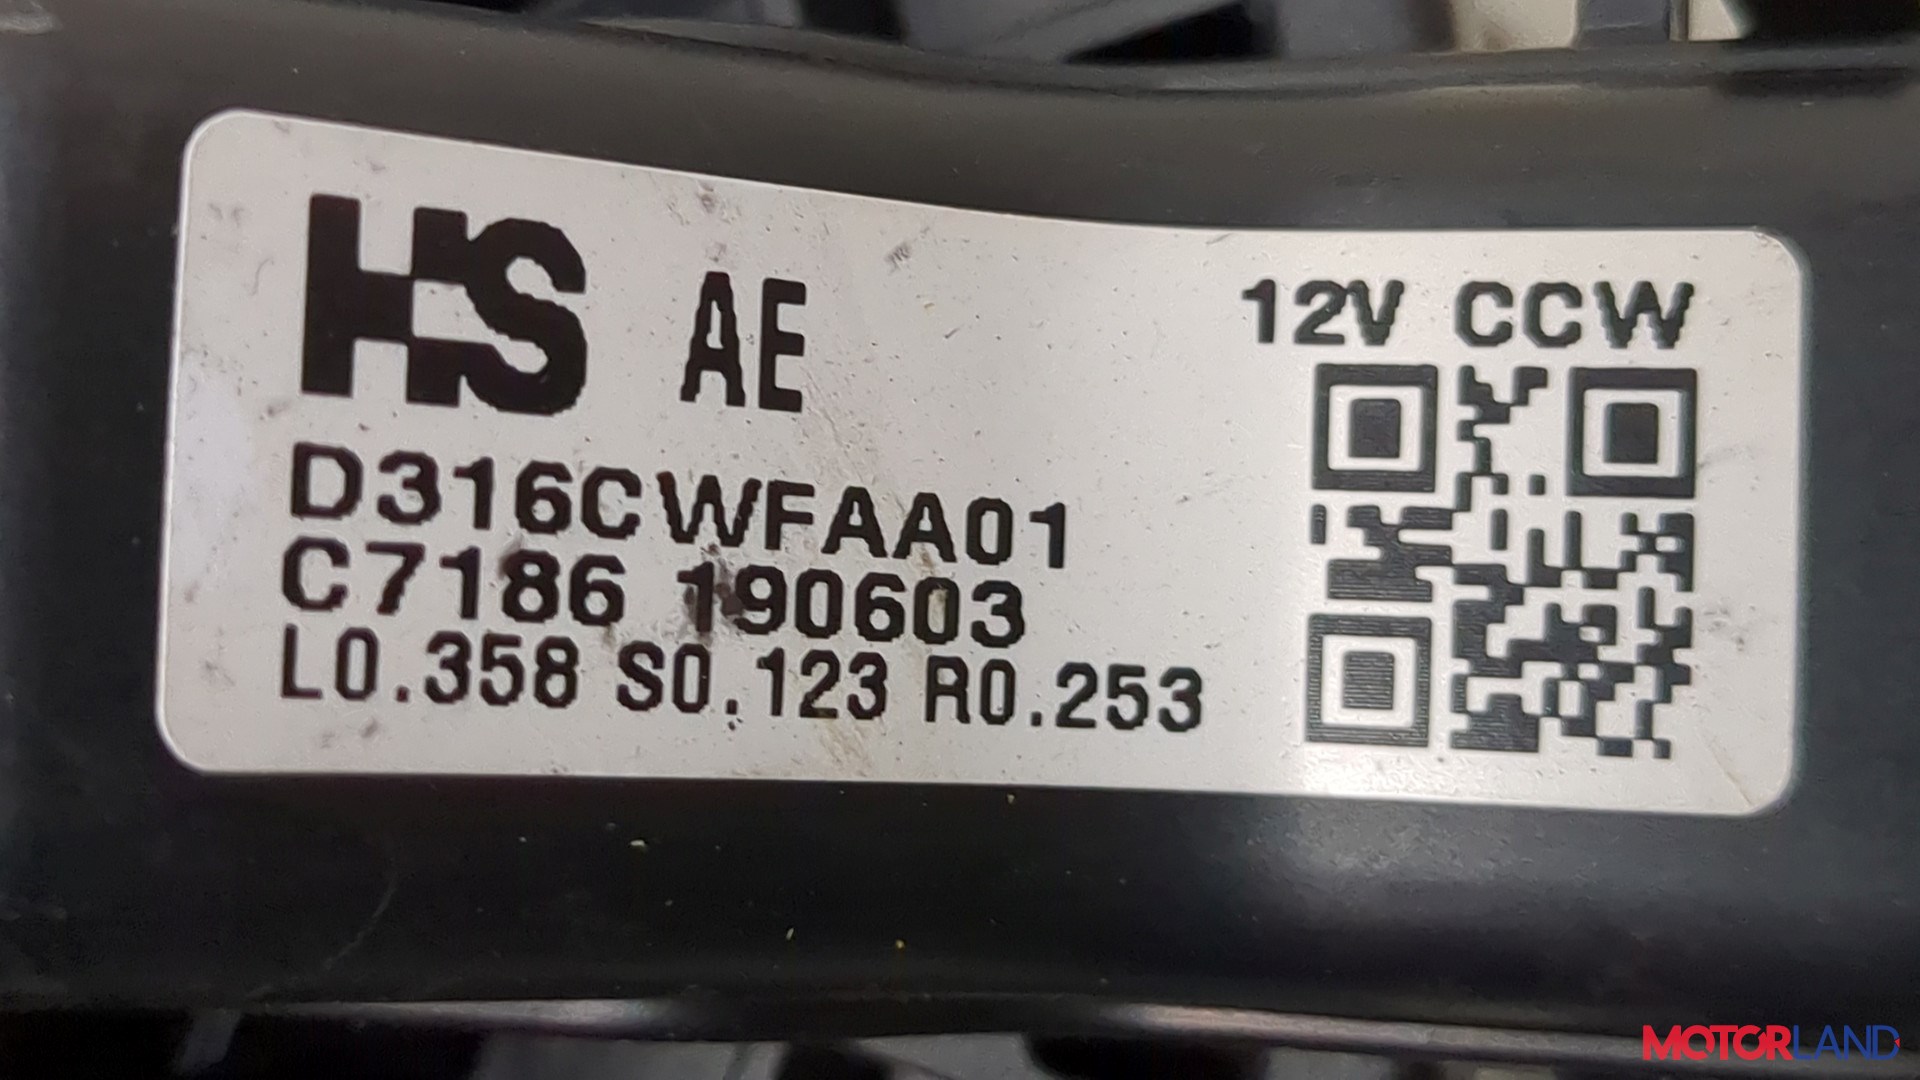 HS AE
12V CCW
D316CWFAA01
C7186 190603
L0.358 S0.123 R0.253
MOTORLAND